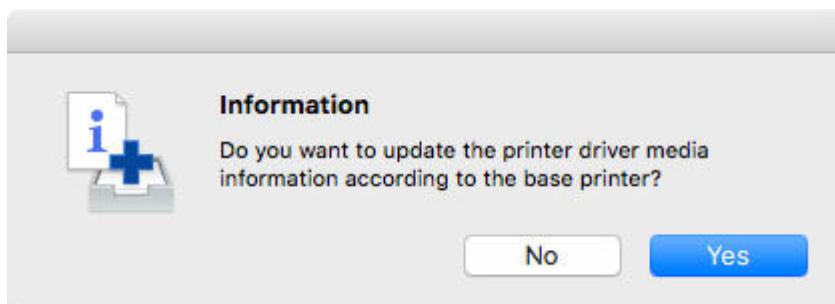 Information
Do you want to update the printer driver media
information according to the base printer?
No
Yes